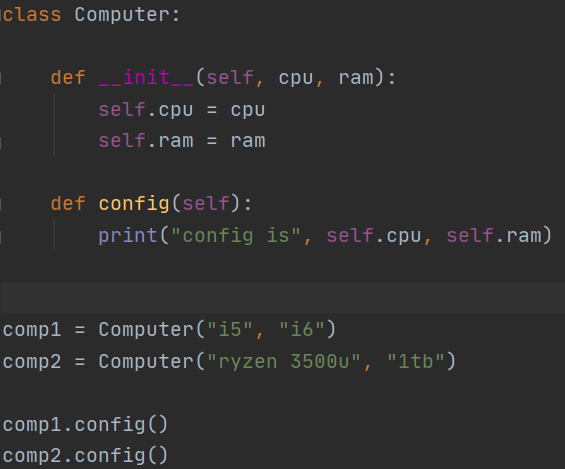 class Computer:
    def __init__(self, cpu, ram):
        self.cpu = cpu
        self.ram = ram
    def config(self):
        print("config is", self.cpu, self.ram)
comp1 = Computer("i5", "i6")
comp2 = Computer("ryzen 3500u", "1tb")
comp1.config()
comp2.config()